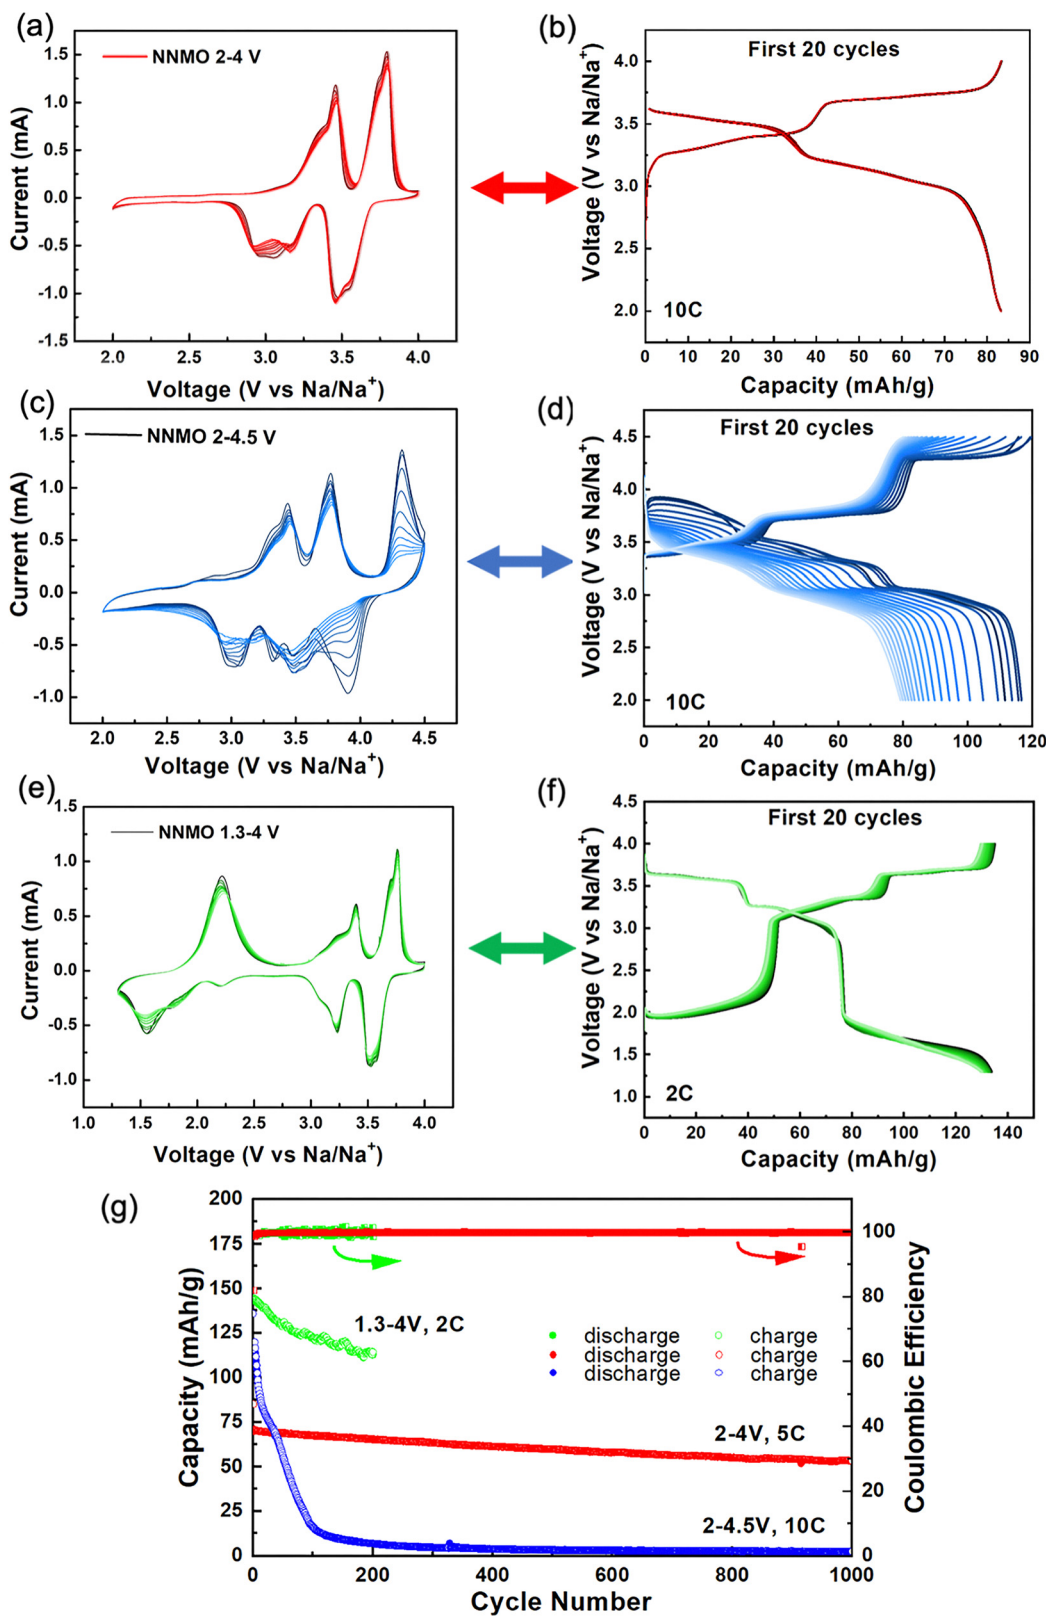 (a)
NNMO 2-4 V
1.5
1.0
0.5
0.0
-0.5
-1.0
-1.5
Current (mA)
2.0 2.5 3.0 3.5 4.0
Voltage (V vs Na/Na+)
(b)
First 20 cycles
4.0
3.5
3.0
2.5
2.0
Voltage (V vs Na/Na+)
10C
0 10 20 30 40 50 60 70 80 90
Capacity (mAh/g)
(c)
NNMO 2-4.5 V
1.5
1.0
0.5
0.0
-0.5
-1.0
Current (mA)
2.0 2.5 3.0 3.5 4.0 4.5
Voltage (V vs Na/Na+)
(d)
First 20 cycles
4.5
4.0
3.5
3.0
2.5
2.0
Voltage (V vs Na/Na+)
10C
0 20 40 60 80 100 120
Capacity (mAh/g)
(e)
NNMO 1.3-4 V
1.5
1.0
0.5
0.0
-0.5
-1.0
Current (mA)
1.0 1.5 2.0 2.5 3.0 3.5 4.0
Voltage (V vs Na/Na+)
(f)
First 20 cycles
4.5
4.0
3.5
3.0
2.5
2.0
1.5
1.0
Voltage (V vs Na/Na+)
2C
0 20 40 60 80 100 120 140
Capacity (mAh/g)
(g)
200
175
150
125
100
75
50
25
0
Capacity (mAh/g)
1.3-4V, 2C
discharge charge
discharge charge
discharge charge
2-4V, 5C
2-4.5V, 10C
100
80
60
40
20
0
Coulombic Efficiency
0 200 400 600 800 1000
Cycle Number